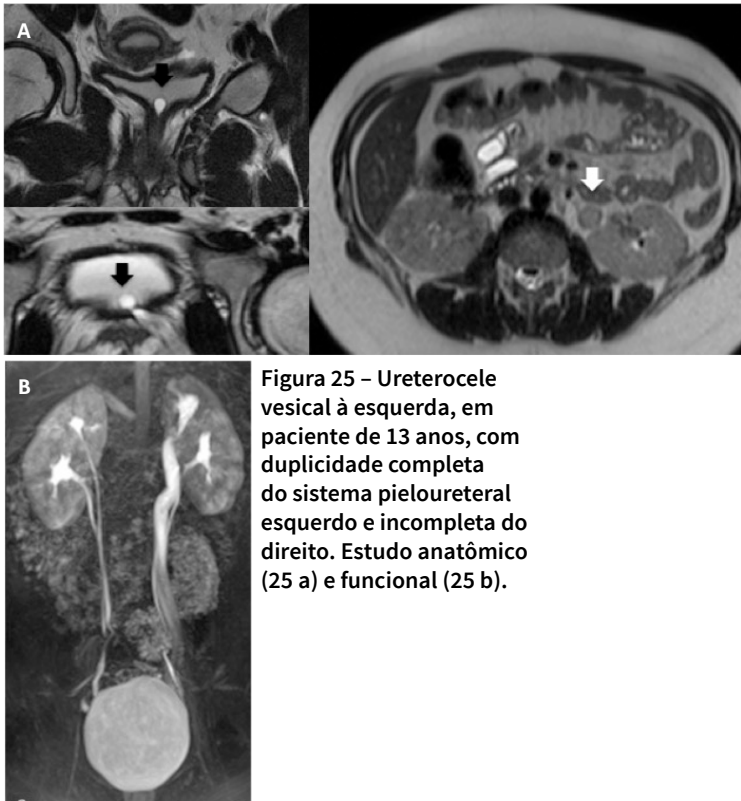 A
B
Figura 25 – Ureterocele
vesical à esquerda, em
paciente de 13 anos, com
duplicidade completa
do sistema pieloureteral
esquerdo e incompleta do
direito. Estudo anatômico
(25 a) e funcional (25 b).